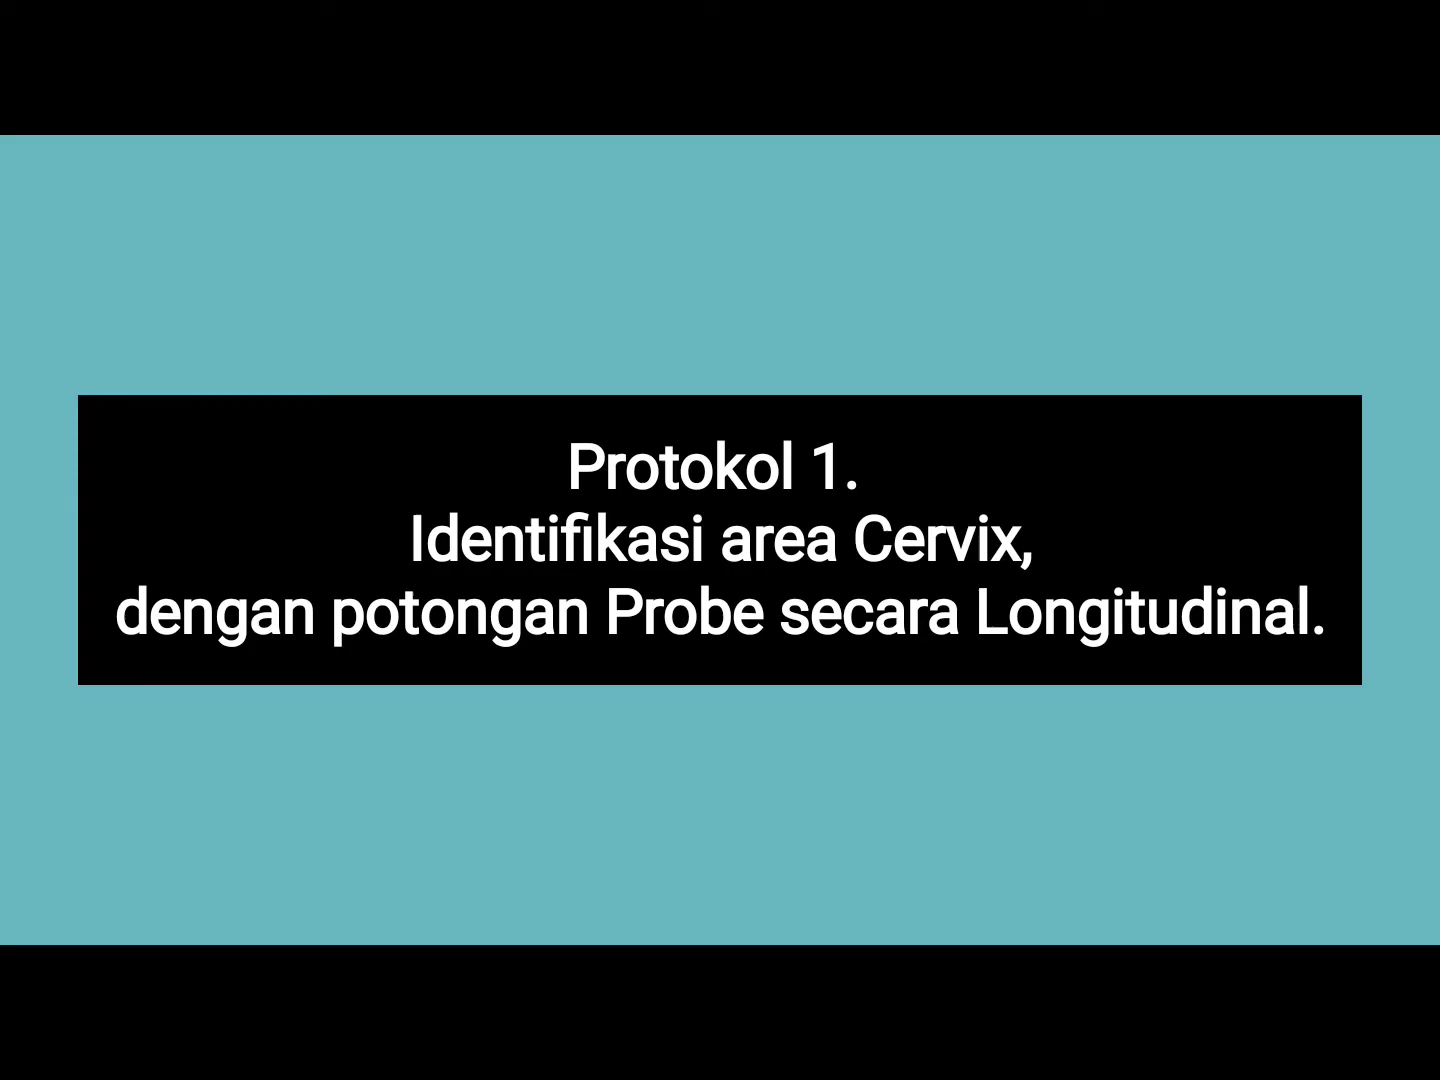 Protokol 1.
Identifikasi area Cervix,
dengan potongan Probe secara Longitudinal.